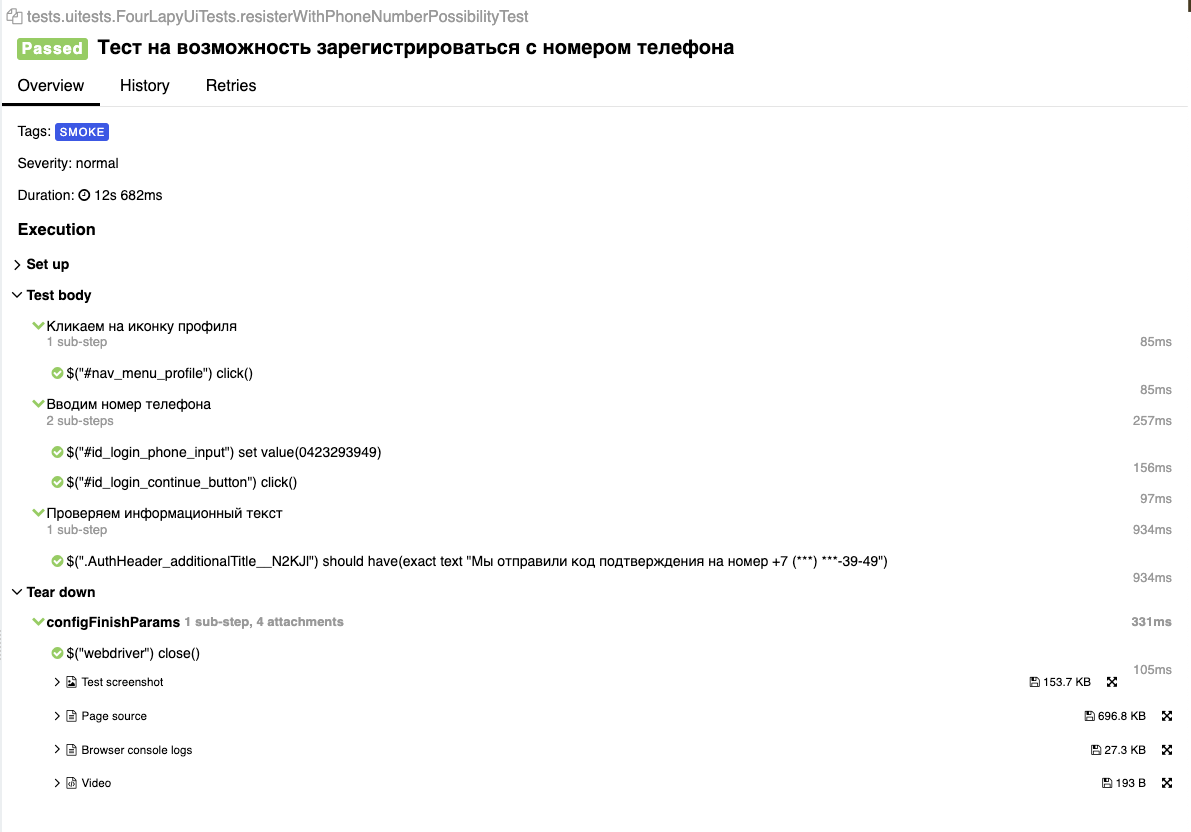 tests.uitests.FourLapyUiTests.resisterWithPhoneNumberPossibilityTest
Passed Тест на возможность зарегистрироваться с номером телефона
Overview History Retries
Tags: SMOKE
Severity: normal
Duration: 12s 682ms
Execution
Set up
Test body
Кликаем на иконку профиля
1 sub-step 85ms
$("#nav_menu_profile") click()
85ms
Вводим номер телефона
2 sub-steps 257ms
$("#id_login_phone_input") set value(0423293949)
156ms
$("#id_login_continue_button") click()
97ms
Проверяем информационный текст
1 sub-step 934ms
$(".AuthHeader_additionalTitle__N2KJl") should have(exact text "Мы отправили код подтверждения на номер +7 (***) ***-39-49")
934ms
Tear down
configFinishParams 1 sub-step, 4 attachments 331ms
$("webdriver") close()
105ms
Test screenshot 153.7 KB
Page source 696.8 KB
Browser console logs 27.3 KB
Video 193 B